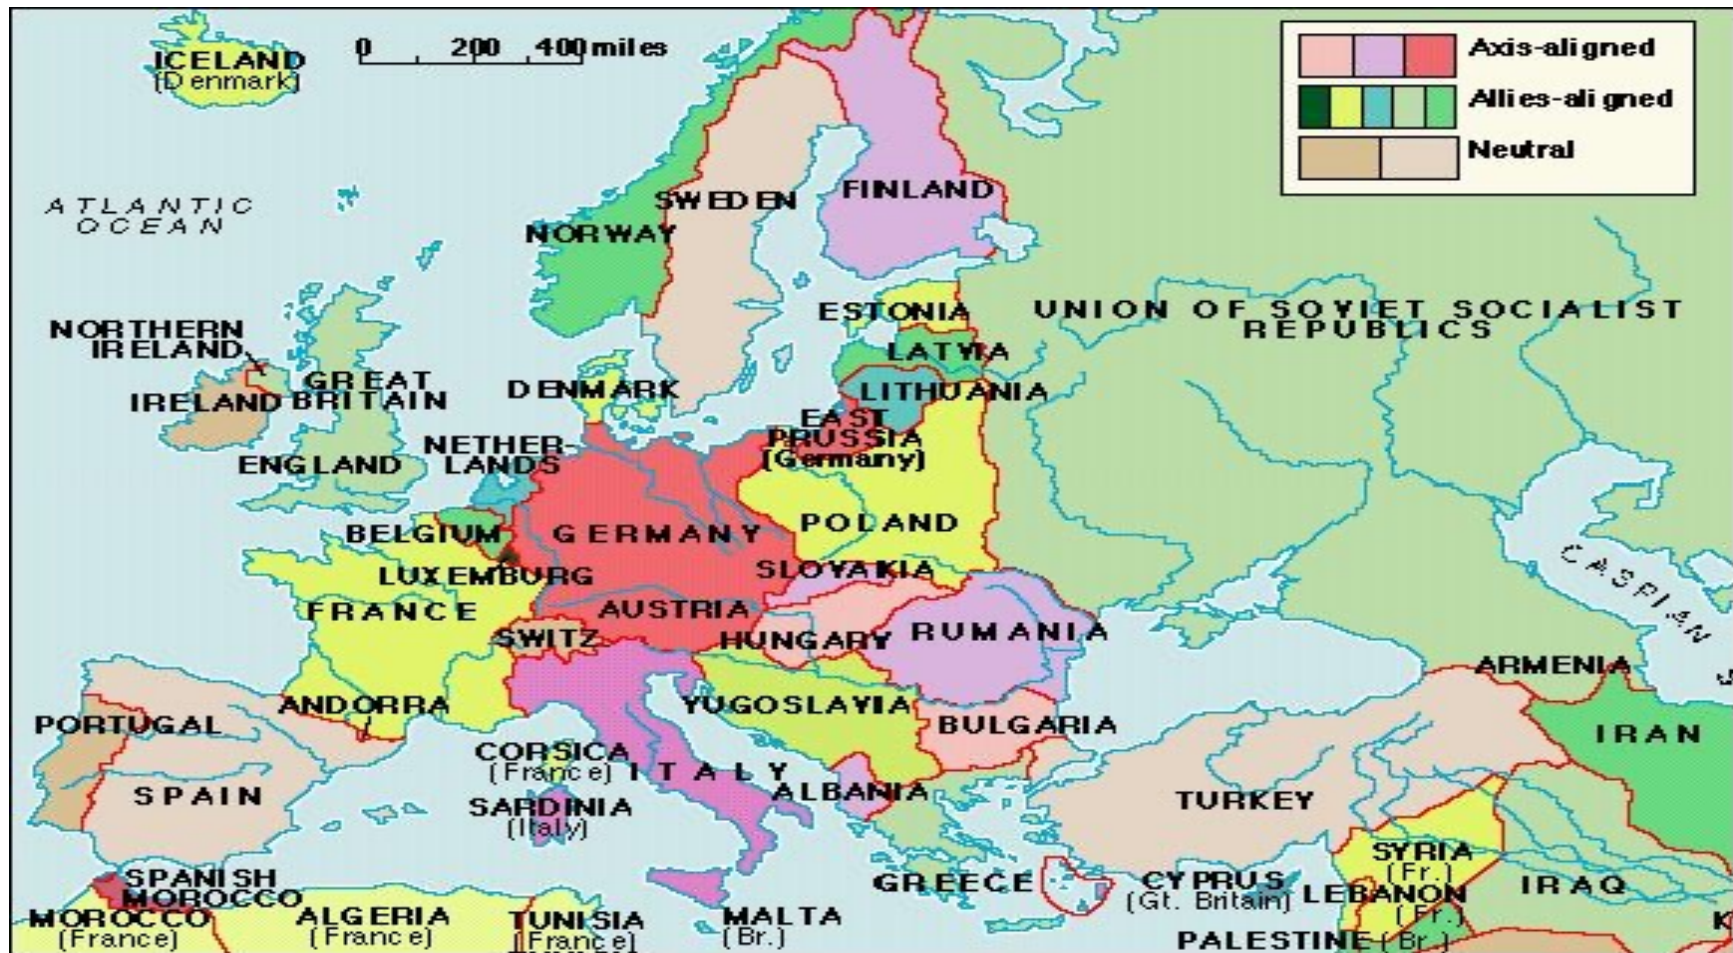 ICELAND
(Denmark)
0 200 400 miles
Axis-aligned
Allies-aligned
Neutral
ATLANTIC
OCEAN
SWEDEN
FINLAND
NORWAY
ESTONIA
UNION OF SOVIET SOCIALIST
REPUBLICS
NORTHERN
IRELAND
LATVIA
GREAT
BRITAIN
IRELAND
DENMARK
LITHUANIA
EAST
PRUSSIA
(Germany)
NETHER-
LANDS
ENGLAND
POLAND
BELGIUM
GERMANY
SLOVAKIA
LUXEMBURG
CASPIAN
FRANCE
AUSTRIA
SWITZ
HUNGARY
RUMANIA
ARMENIA
ANDORRA
PORTUGAL
YUGOSLAVIA
BULGARIA
IRAN
CORSICA
(France)
ITALY
SPAIN
SARDINIA
(Italy)
ALBANIA
TURKEY
SYRIA
(Fr.)
SPANISH
MOROCCO
GREECE
CYPRUS
(Gt. Britain)
LEBANON
(Fr.)
IRAQ
MOROCCO
(France)
ALGERIA
(France)
TUNISIA
(France)
MALTA
(Br.)
PALESTINE (Br.)
K